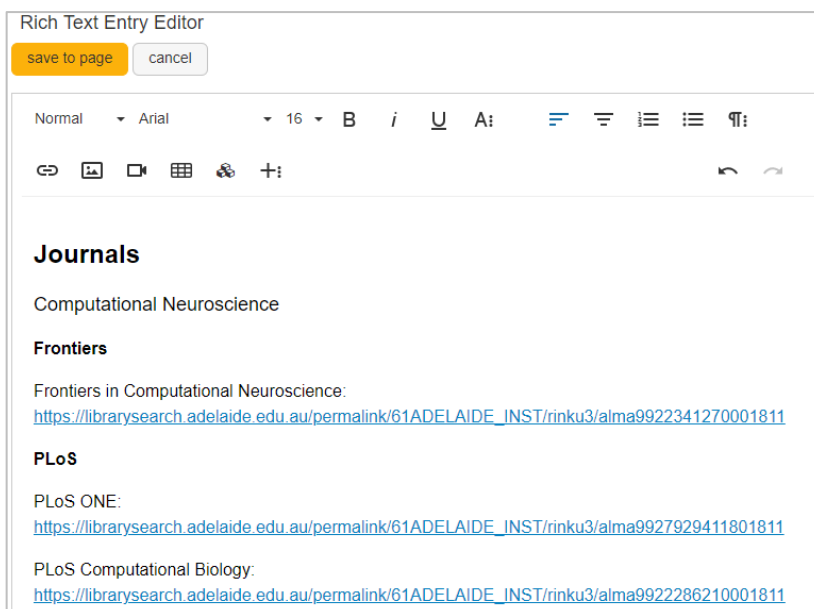 Rich Text Entry Editor
save to page cancel
Normal Arial 16 B i U A
Journals
Computational Neuroscience
Frontiers
Frontiers in Computational Neuroscience:
https://librarysearch.adelaide.edu.au/permalink/61ADELAIDE_INST/rinku3/alma9922341270001811
PLoS
PLoS ONE:
https://librarysearch.adelaide.edu.au/permalink/61ADELAIDE_INST/rinku3/alma9927929411801811
PLoS Computational Biology:
https://librarysearch.adelaide.edu.au/permalink/61ADELAIDE_INST/rinku3/alma9922286210001811